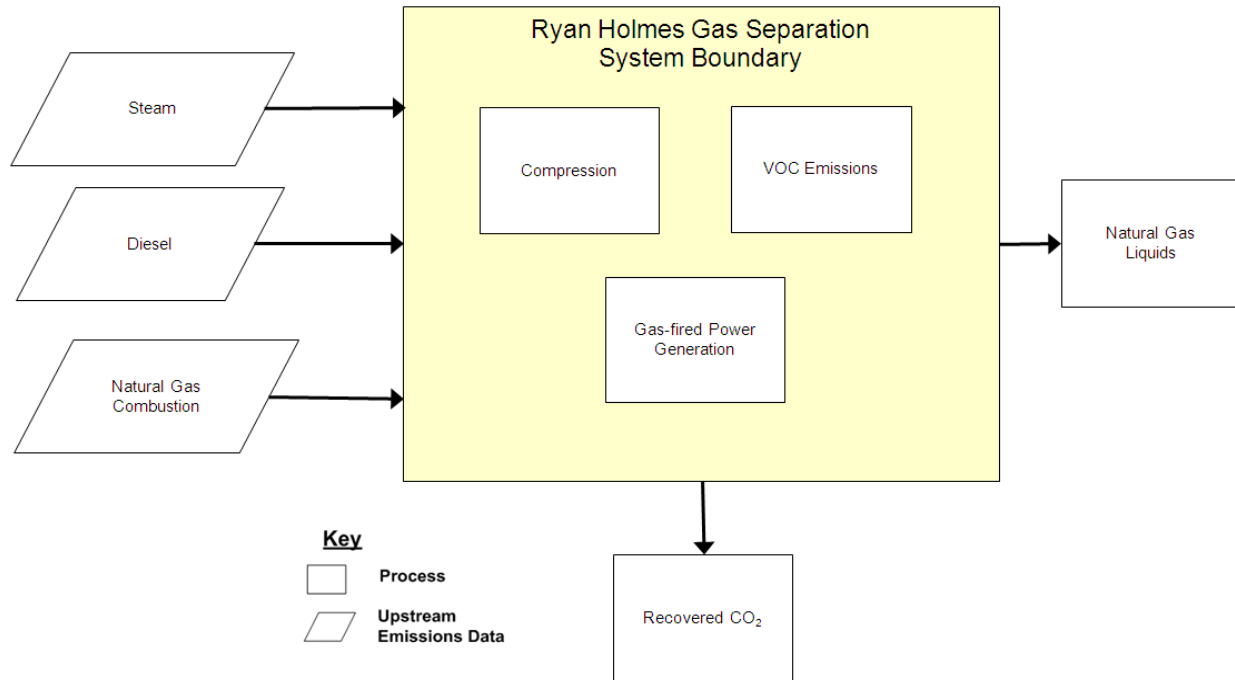 Ryan Holmes Gas Separation
System Boundary
Steam
Compression
VOC Emissions
Diesel
Natural Gas
Liquids
Gas-fired Power
Generation
Natural Gas
Combustion
Key
Process
Upstream
Emissions Data
Recovered CO₂